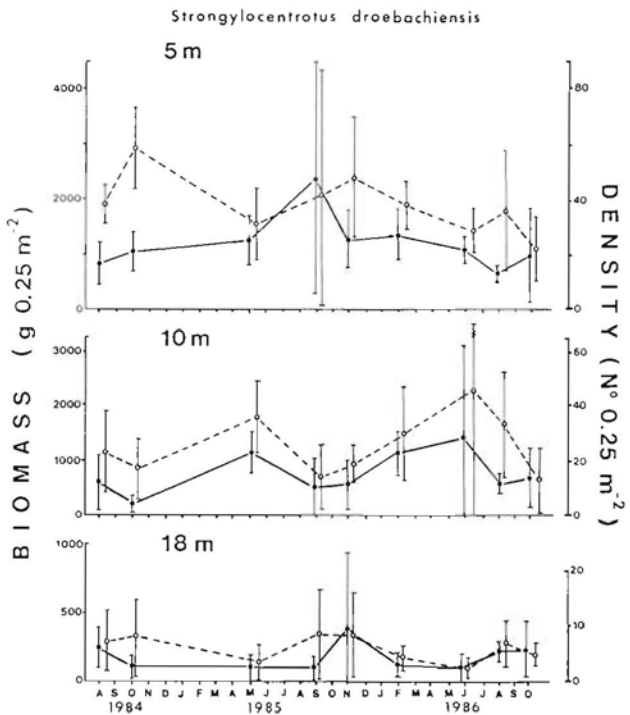 Strongylocentrotus droebachiensis
5 m
4000
2000
0
80
40
0
10 m
3000
2000
1000
0
60
40
20
0
18 m
1000
500
0
20
10
0
BIOMASS (g 0.25 m⁻²)
DENSITY (Nº 0.25 m⁻²)
A S O N D J F M A M J J A S O N D J F M A M J J A S O
1984 1985 1986